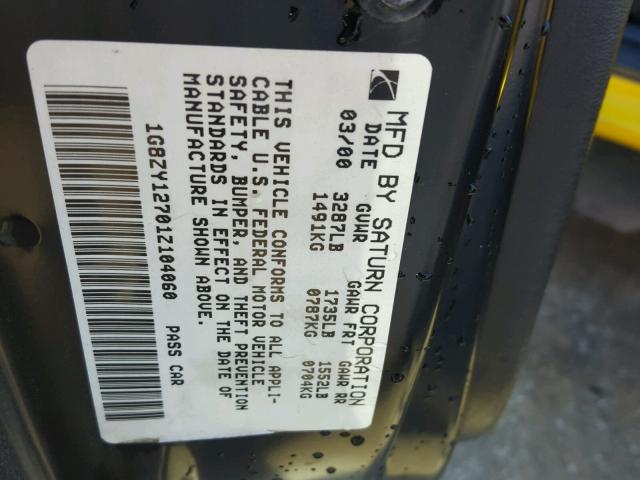 MFD BY SATURN CORPORATION
DATE GVWR GAWR FRT GAWR RR
03/00 3287LB 1735LB 1552LB
1491KG 0787KG 0704KG
THIS VEHICLE CONFORMS TO ALL APPLI-
CABLE U.S. FEDERAL MOTOR VEHICLE
SAFETY, BUMPER, AND THEFT PREVENTION
STANDARDS IN EFFECT ON THE DATE OF
MANUFACTURE SHOWN ABOVE.
1G8ZY12701Z104060 PASS CAR